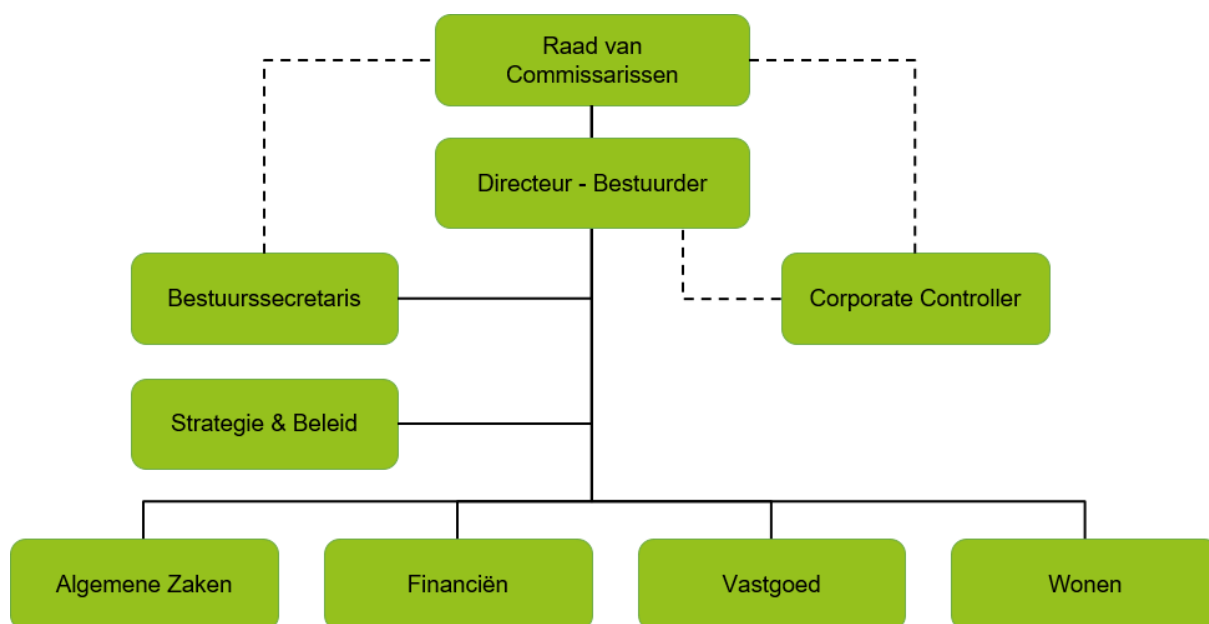 Raad van
Commissarissen
Directeur - Bestuurder
Bestuurssecretaris
Corporate Controller
Strategie & Beleid
Algemene Zaken
Financiën
Vastgoed
Wonen